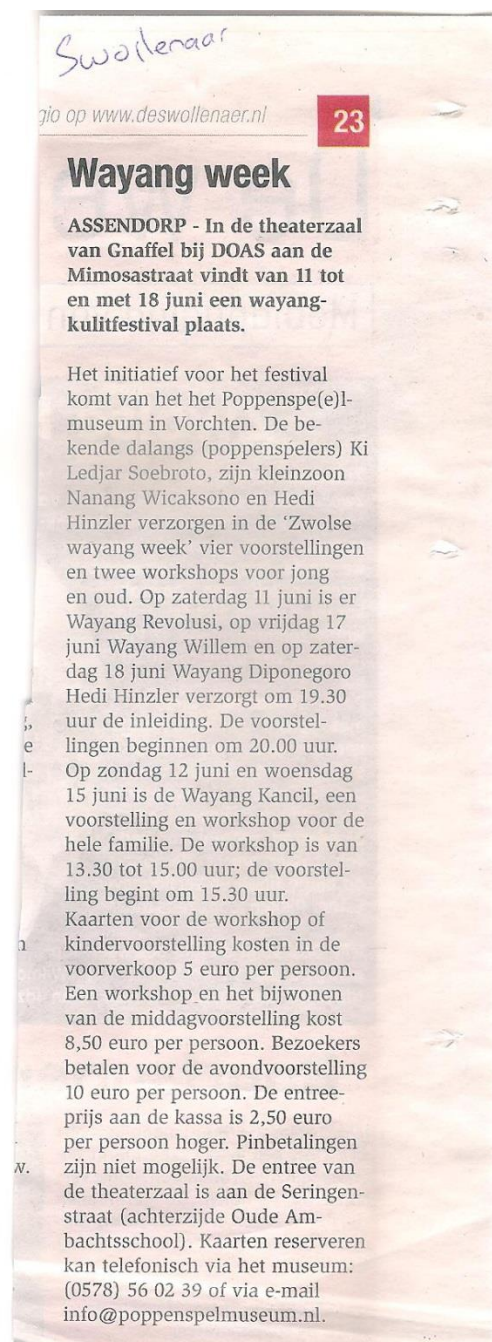 Swollenaar
gio op www.deswollenaer.nl
23
Wayang week
ASSENDORP - In de theaterzaal
van Gnaffel bij DOAS aan de
Mimosastraat vindt van 11 tot
en met 18 juni een wayang-
kulitfestival plaats.
Het initiatief voor het festival
komt van het het Poppenspe(e)l-
museum in Vorchten. De be-
kende dalangs (poppenspelers) Ki
Ledjar Soebroto, zijn kleinzoon
Nanang Wicaksono en Hedi
Hinzler verzorgen in de ‘Zwolse
wayang week’ vier voorstellingen
en twee workshops voor jong
en oud. Op zaterdag 11 juni is er
Wayang Revolusi, op vrijdag 17
juni Wayang Willem en op zater-
dag 18 juni Wayang Diponegoro
Hedi Hinzler verzorgt om 19.30
uur de inleiding. De voorstel-
lingen beginnen om 20.00 uur.
Op zondag 12 juni en woensdag
15 juni is de Wayang Kancil, een
voorstelling en workshop voor de
hele familie. De workshop is van
13.30 tot 15.00 uur; de voorstel-
ling begint om 15.30 uur.
Kaarten voor de workshop of
kindervoorstelling kosten in de
voorverkoop 5 euro per persoon.
Een workshop en het bijwonen
van de middagvoorstelling kost
8,50 euro per persoon. Bezoekers
betalen voor de avondvoorstelling
10 euro per persoon. De entree-
prijs aan de kassa is 2,50 euro
per persoon hoger. Pinbetalingen
zijn niet mogelijk. De entree van
de theaterzaal is aan de Seringen-
straat (achterzijde Oude Am-
bachtsschool). Kaarten reserveren
kan telefonisch via het museum:
(0578) 56 02 39 of via e-mail
info@poppenspelmuseum.nl.